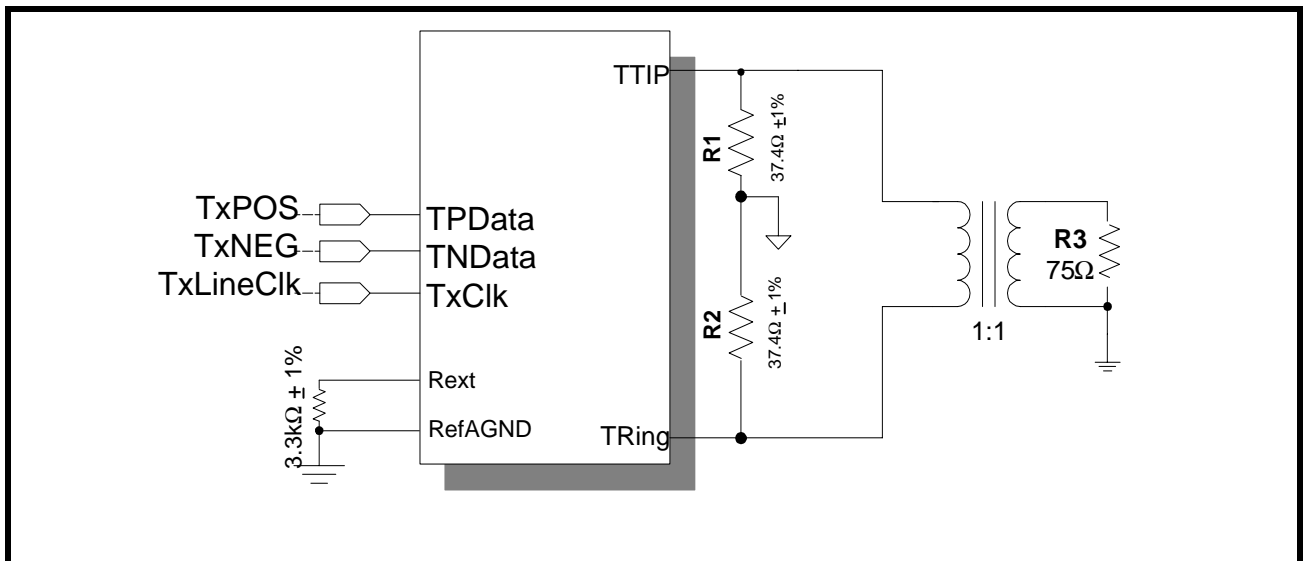 TTIP
R1
37.4Ω ±1%
TxPOS
TPData
TxNEG
TNData
TxLineClk
TxClk
R3
75Ω
R2
37.4Ω ± 1%
1:1
3.3kΩ ± 1%
Rext
RefAGND
TRing